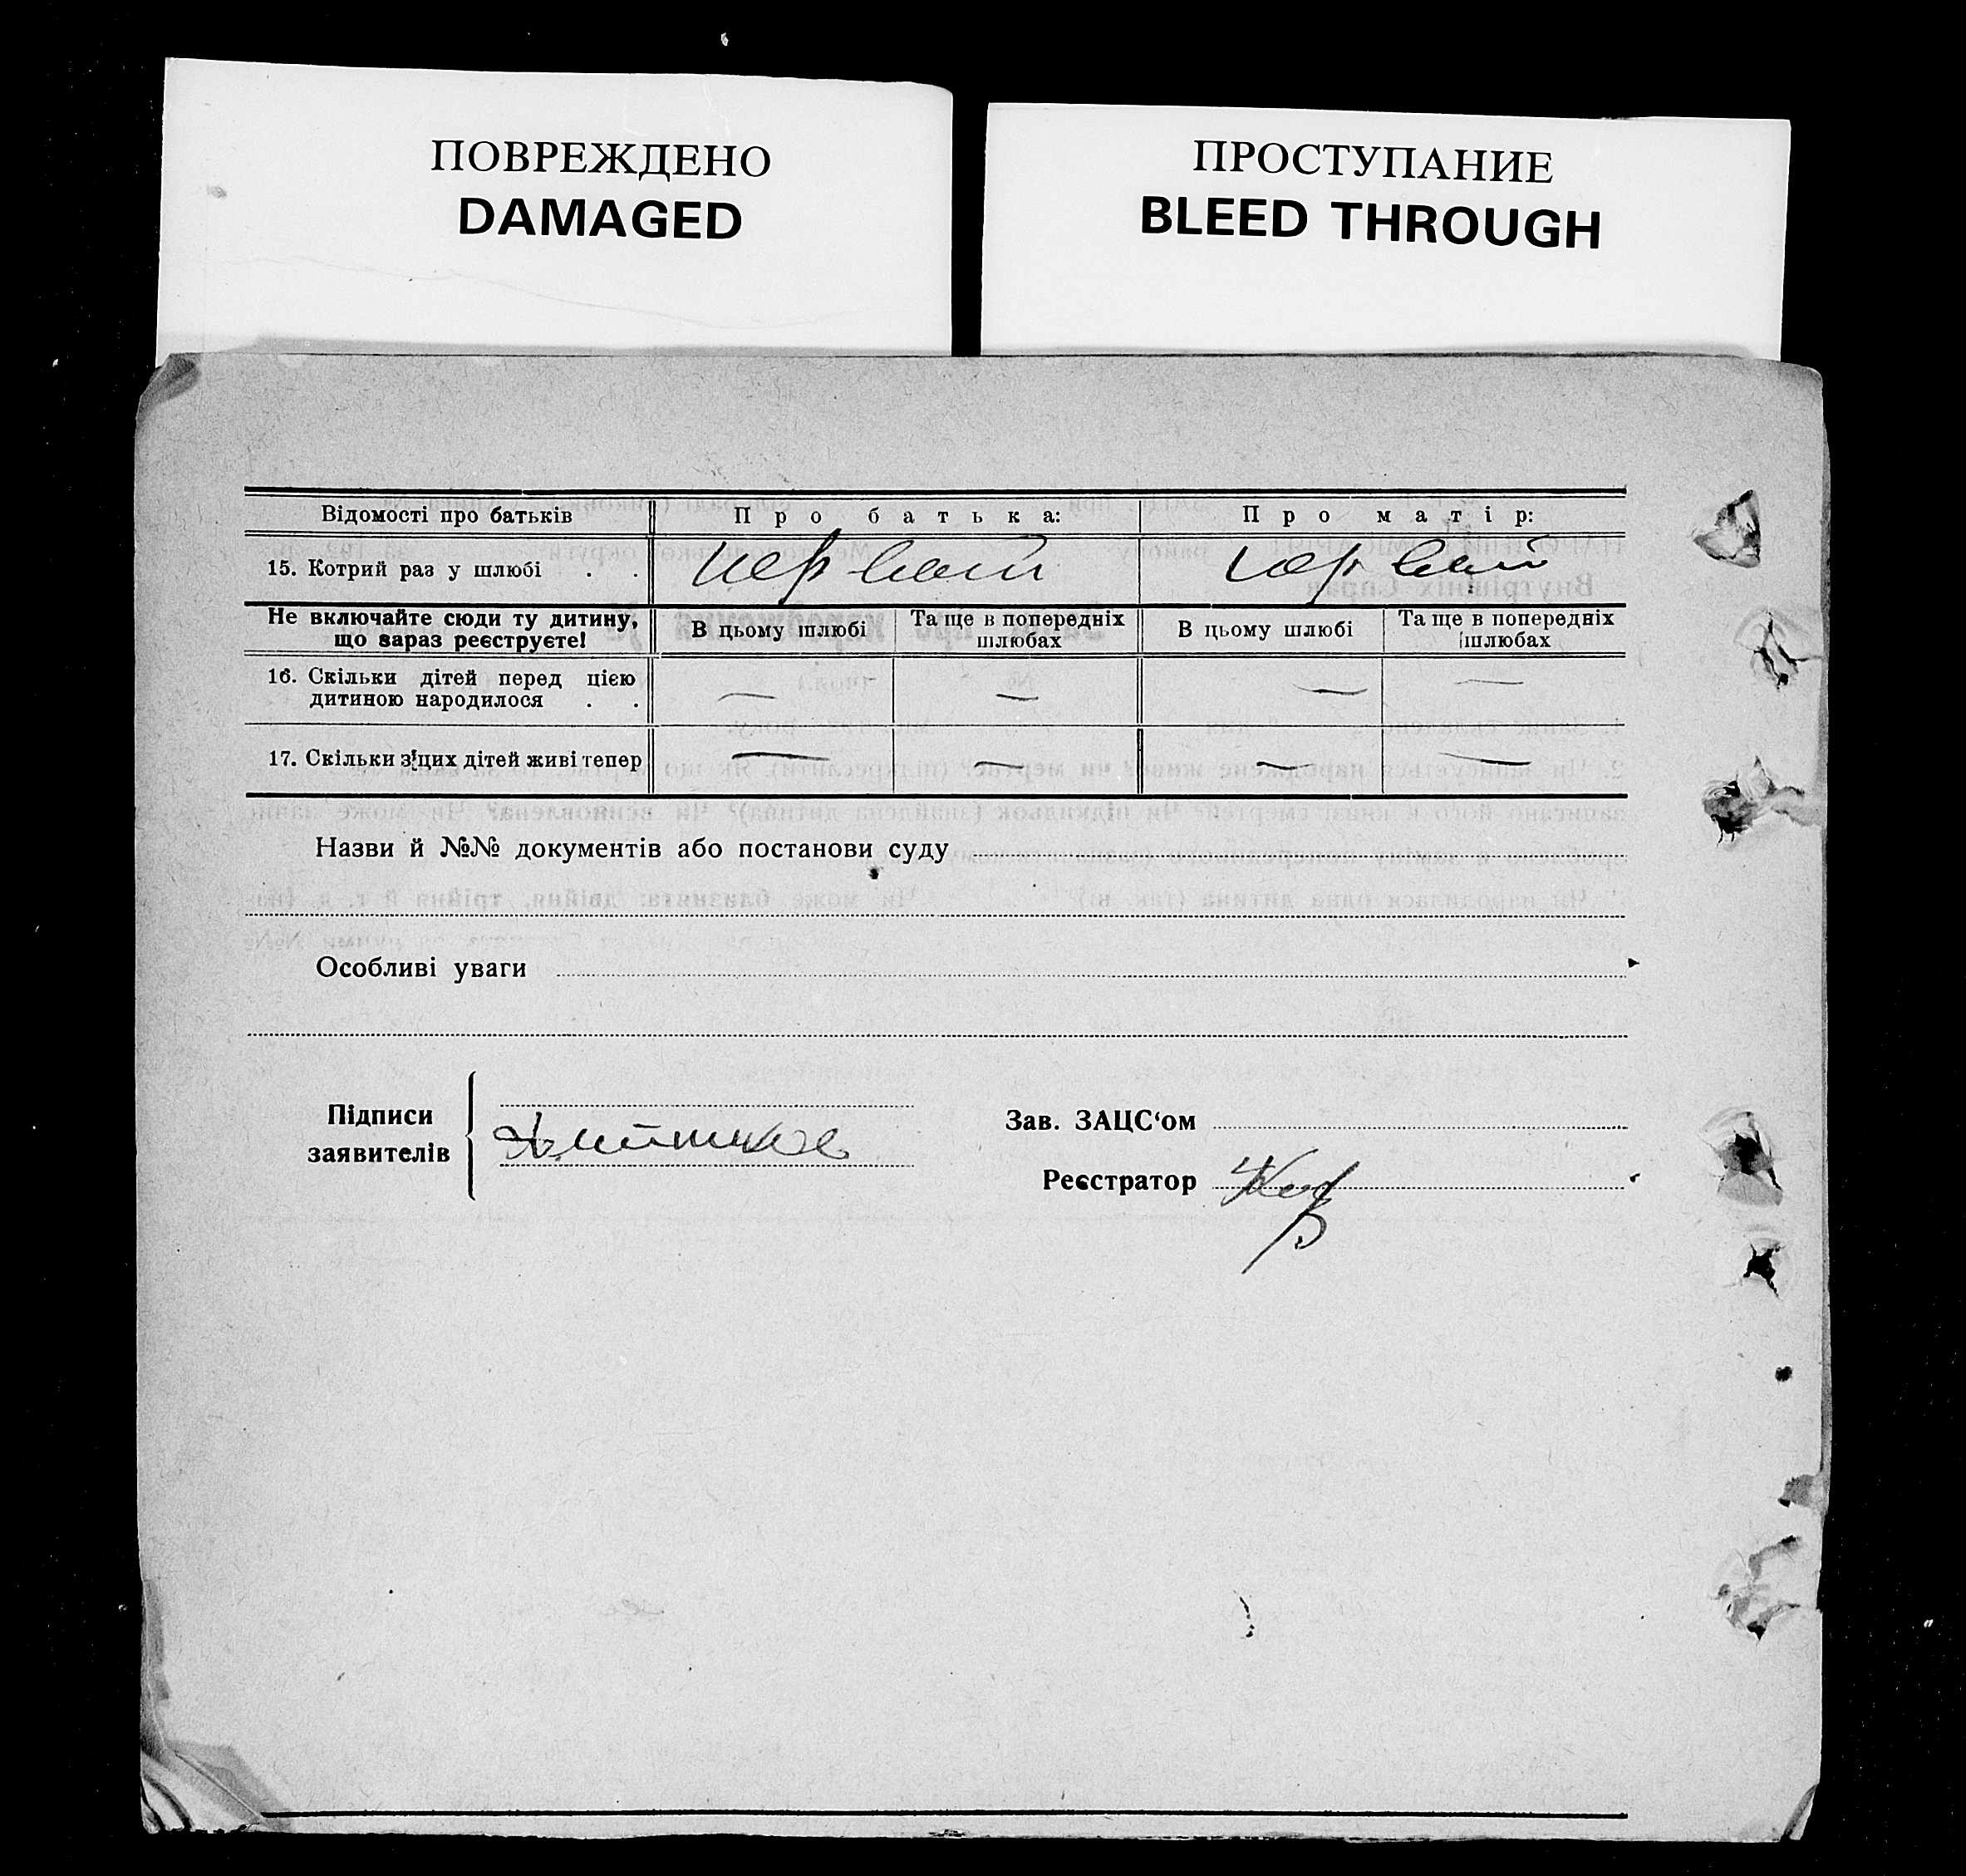 ПОВРЕЖДЕНО
DAMAGED
ПРОСТУПАНИЕ
BLEED THROUGH
Відомості про батьків Про батька: Про матір:
15. Котрий раз у шлюбі . . первый первый
Не включайте сюди ту дитину, що зараз реєструєте! В цьому шлюбі Та ще в попередніх шлюбах В цьому шлюбі Та ще в попередніх шлюбах
16. Скільки дітей перед цією — — — —
дитиною народилося . .
17. Скільки з цих дітей живі тепер — — — —
Назви й №№ документів або постанови суду
Особливі уваги
Підписи заявителів
Зав. ЗАЦС‘ом
Реєстратор